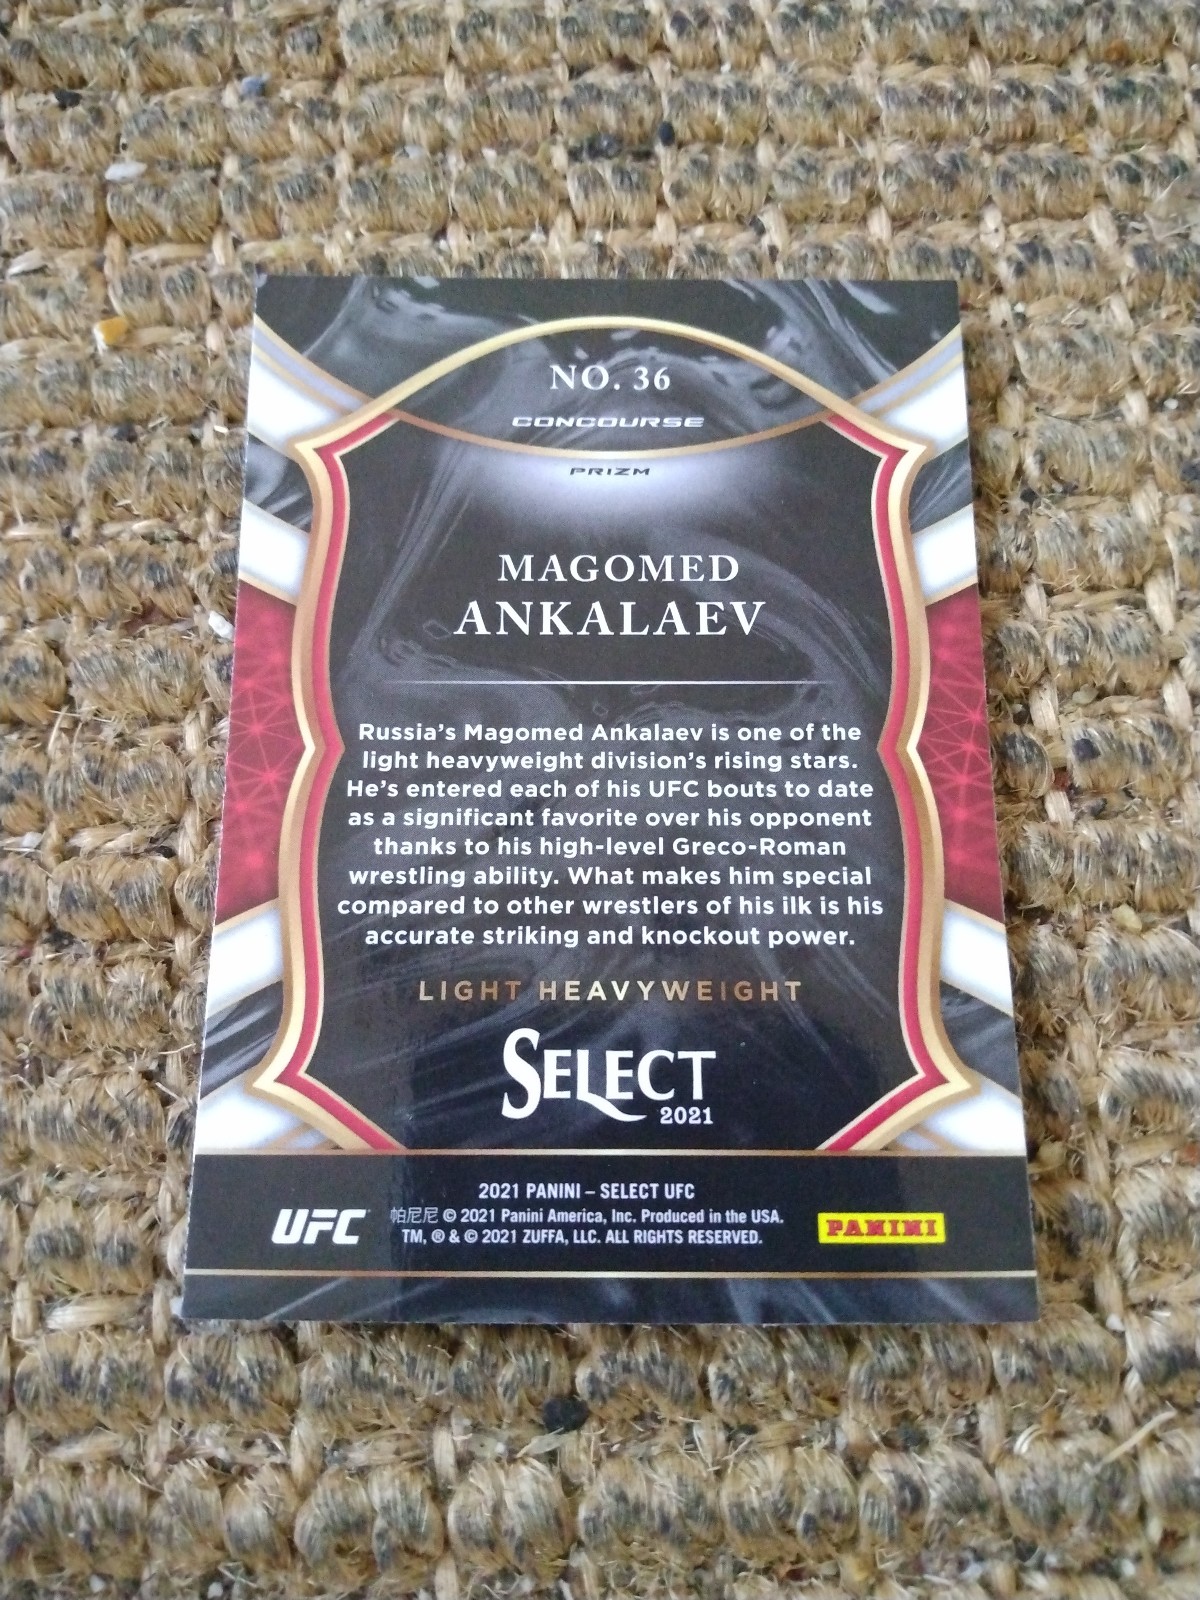 NO. 36
CONCOURSE
PRIZM
MAGOMED
ANKALAEV
Russia's Magomed Ankalaev is one of the
light heavyweight division's rising stars.
He's entered each of his UFC bouts to date
as a significant favorite over his opponent
thanks to his high-level Greco-Roman
wrestling ability. What makes him special
compared to other wrestlers of his ilk is his
accurate striking and knockout power.
LIGHT HEAVYWEIGHT
SELECT
2021
2021 PANINI – SELECT UFC
帕尼尼 © 2021 Panini America, Inc. Produced in the USA.
TM, ® & © 2021 ZUFFA, LLC. ALL RIGHTS RESERVED.
UFC
PANINI